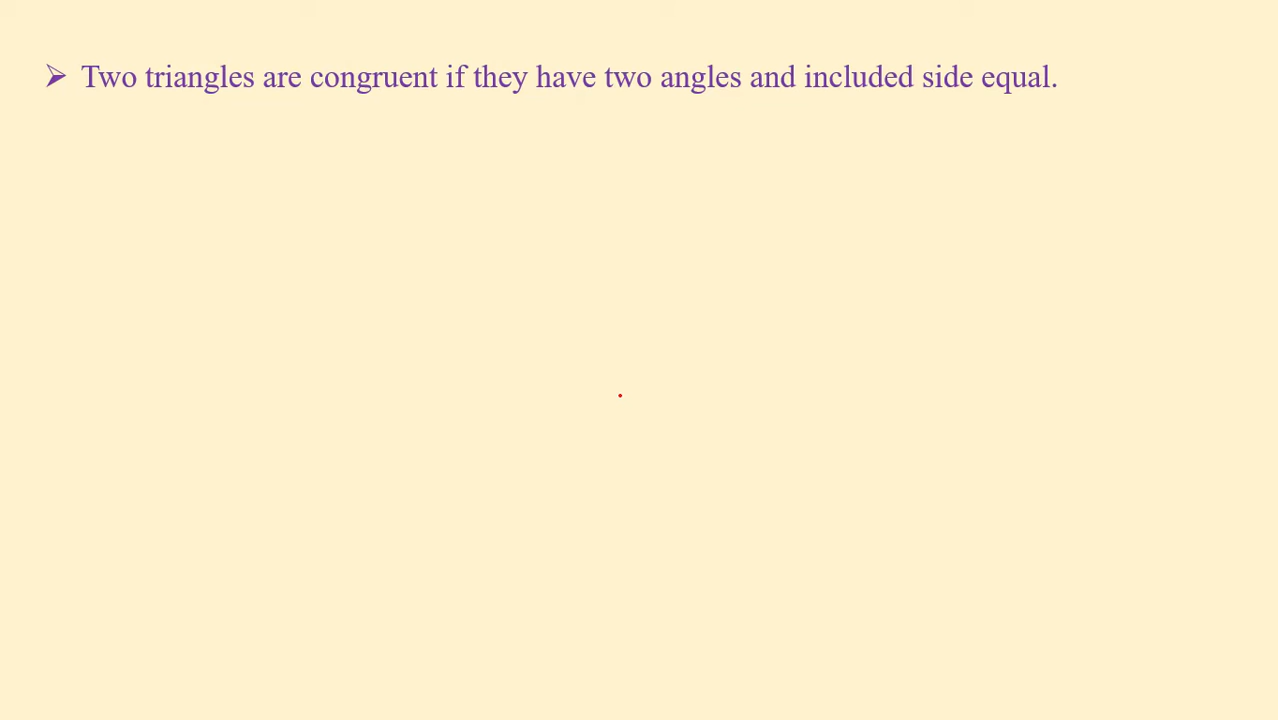 ➢ Two triangles are congruent if they have two angles and included side equal.